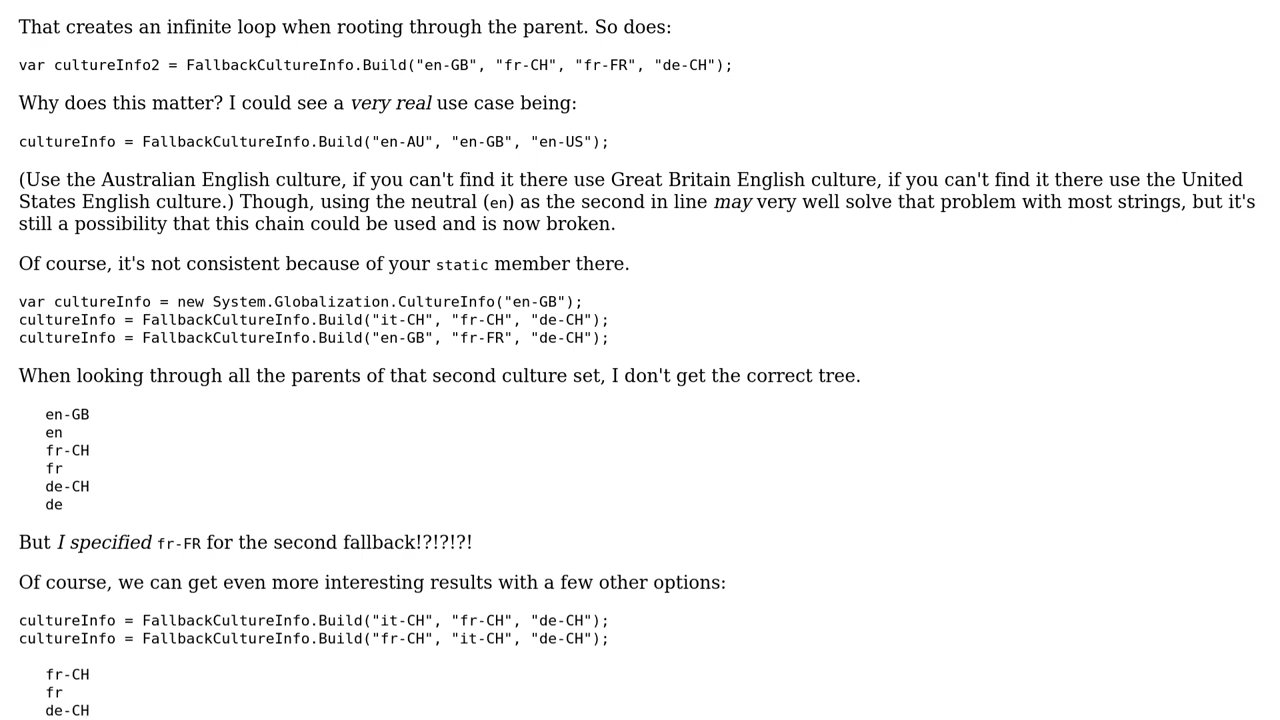 That creates an infinite loop when rooting through the parent. So does:
var cultureInfo2 = FallbackCultureInfo.Build("en-GB", "fr-CH", "fr-FR", "de-CH");
Why does this matter? I could see a very real use case being:
cultureInfo = FallbackCultureInfo.Build("en-AU", "en-GB", "en-US");
(Use the Australian English culture, if you can't find it there use Great Britain English culture, if you can't find it there use the United
States English culture.) Though, using the neutral (en) as the second in line may very well solve that problem with most strings, but it's
still a possibility that this chain could be used and is now broken.
Of course, it's not consistent because of your static member there.
var cultureInfo = new System.Globalization.CultureInfo("en-GB");
cultureInfo = FallbackCultureInfo.Build("it-CH", "fr-CH", "de-CH");
cultureInfo = FallbackCultureInfo.Build("en-GB", "fr-FR", "de-CH");
When looking through all the parents of that second culture set, I don't get the correct tree.
en-GB
en
fr-CH
fr
de-CH
de
But I specified fr-FR for the second fallback!?!?!?!
Of course, we can get even more interesting results with a few other options:
cultureInfo = FallbackCultureInfo.Build("it-CH", "fr-CH", "de-CH");
cultureInfo = FallbackCultureInfo.Build("fr-CH", "it-CH", "de-CH");
fr-CH
fr
de-CH